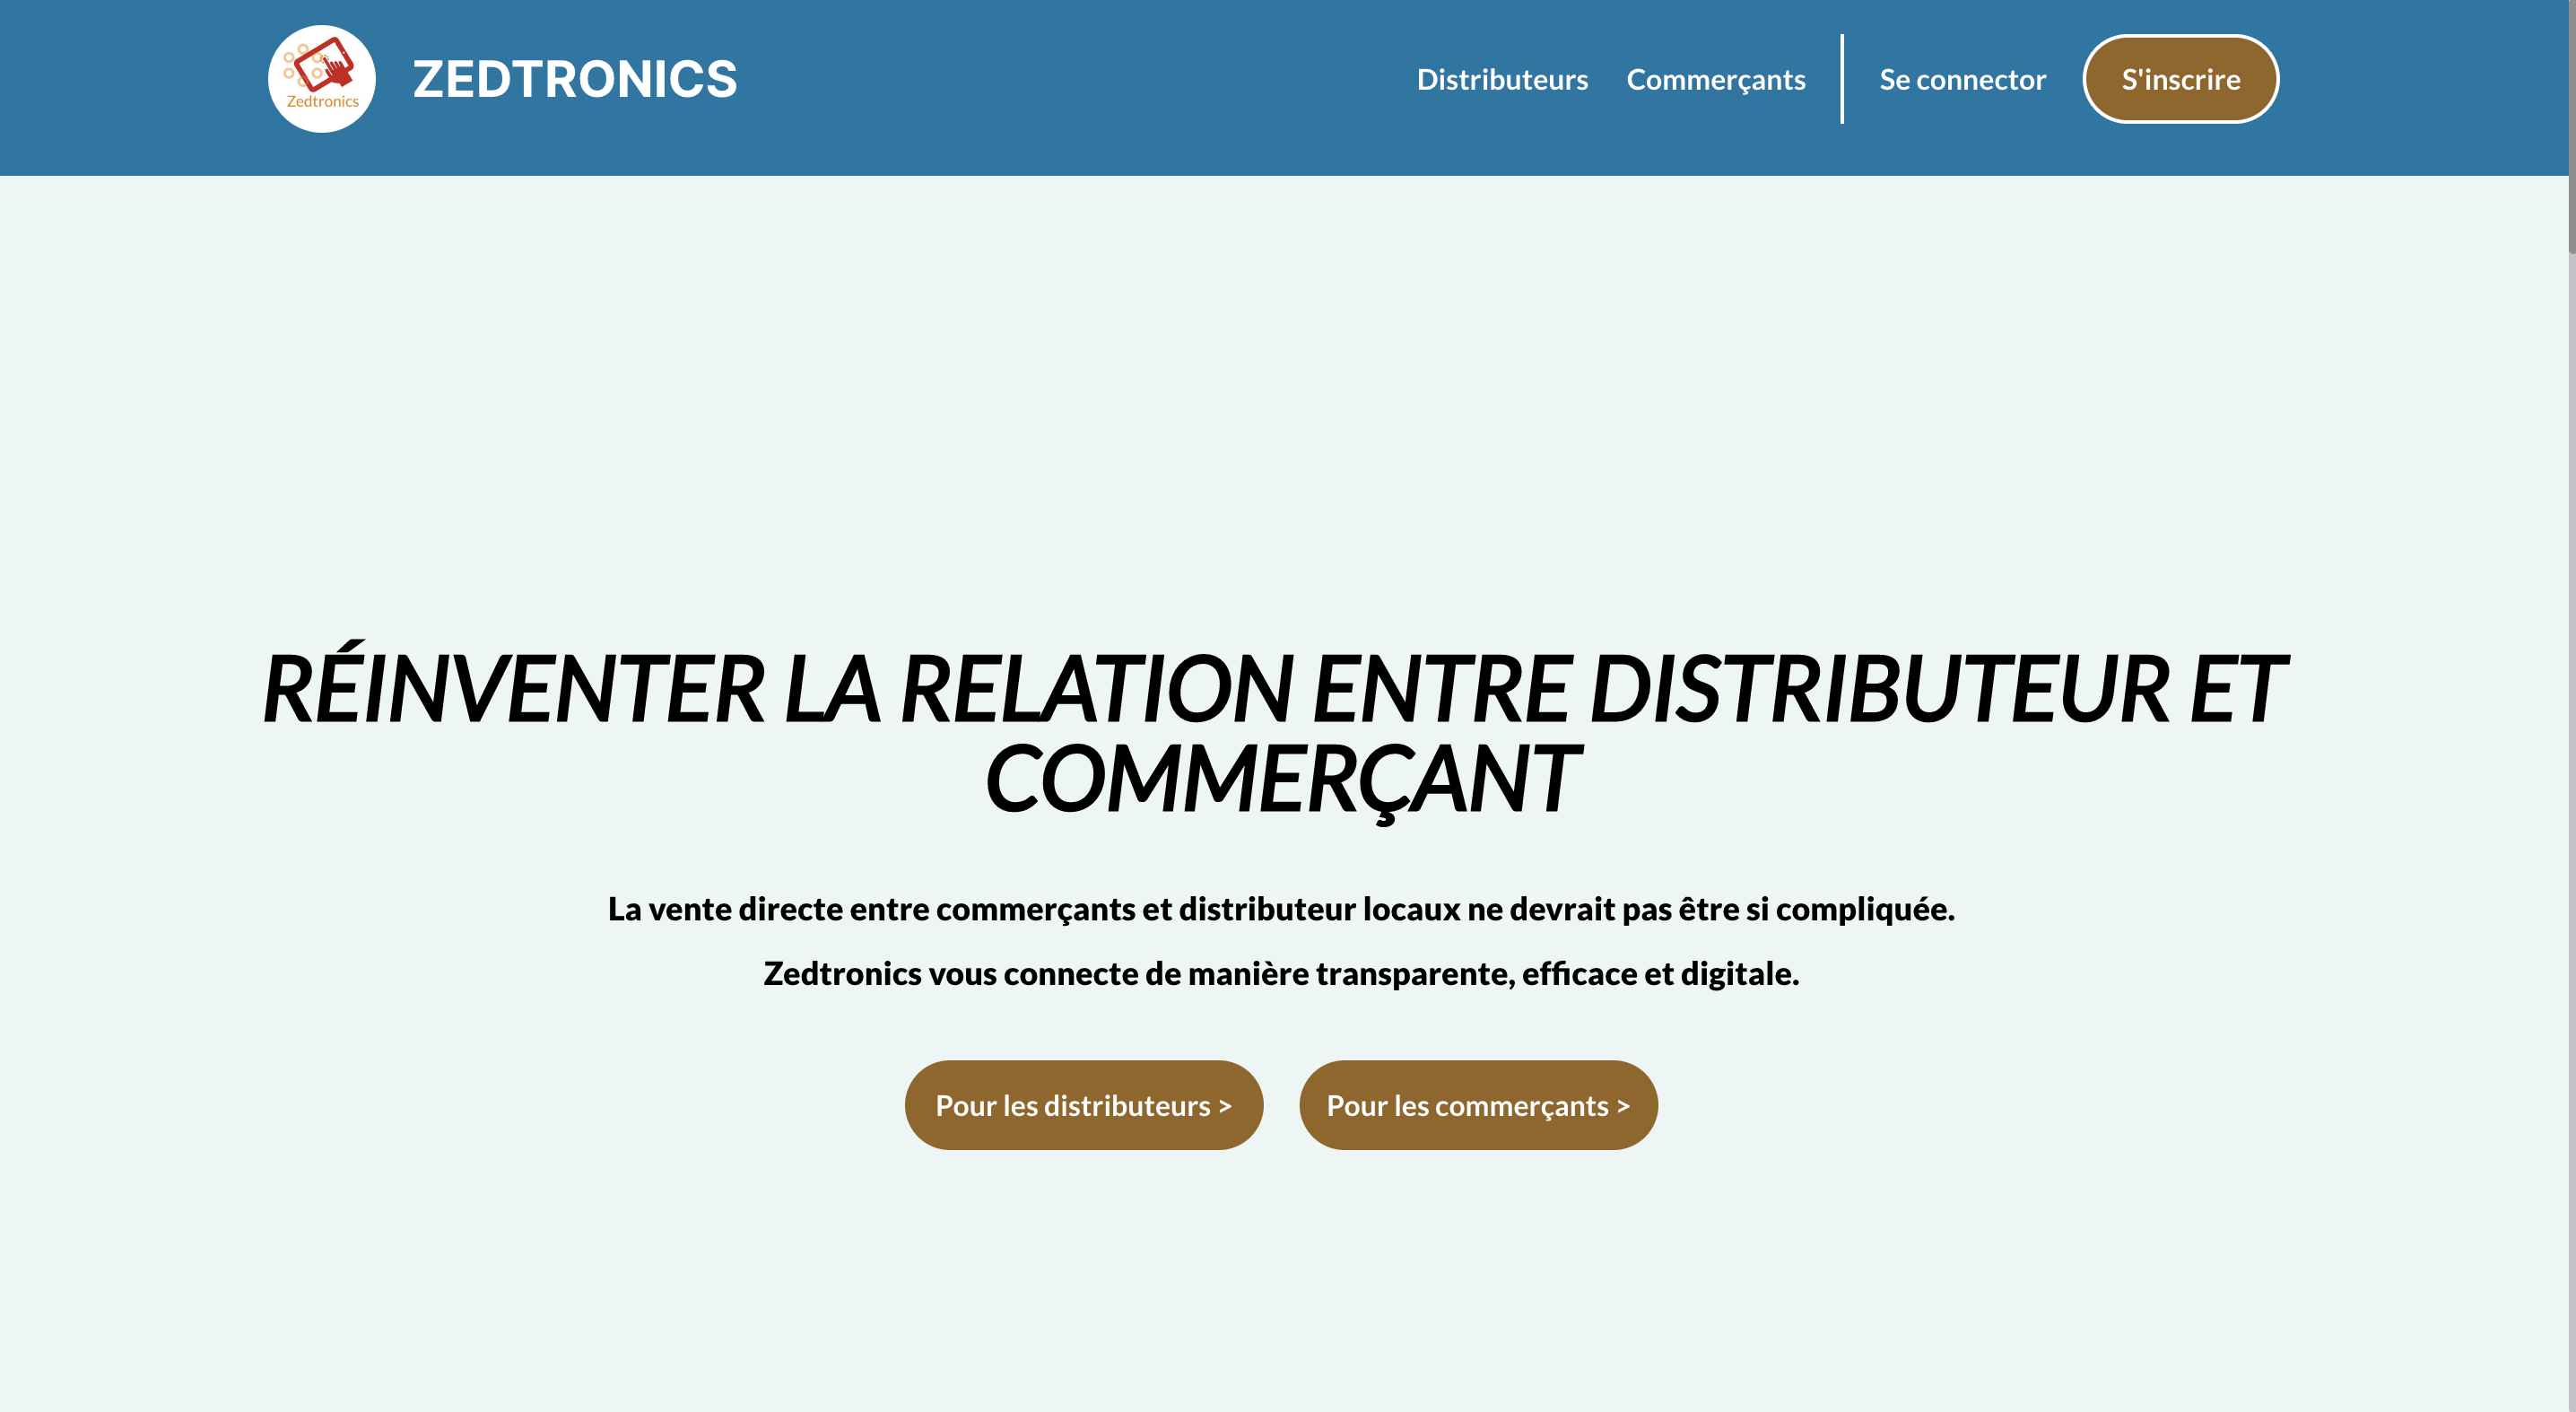 Zedtronics
ZEDTRONICS
Distributeurs
Commerçants
Se connector
S'inscrire
RÉINVENTER LA RELATION ENTRE DISTRIBUTEUR ET
COMMERÇANT
La vente directe entre commerçants et distributeur locaux ne devrait pas être si compliquée.
Zedtronics vous connecte de manière transparente, efficace et digitale.
Pour les distributeurs >
Pour les commerçants >